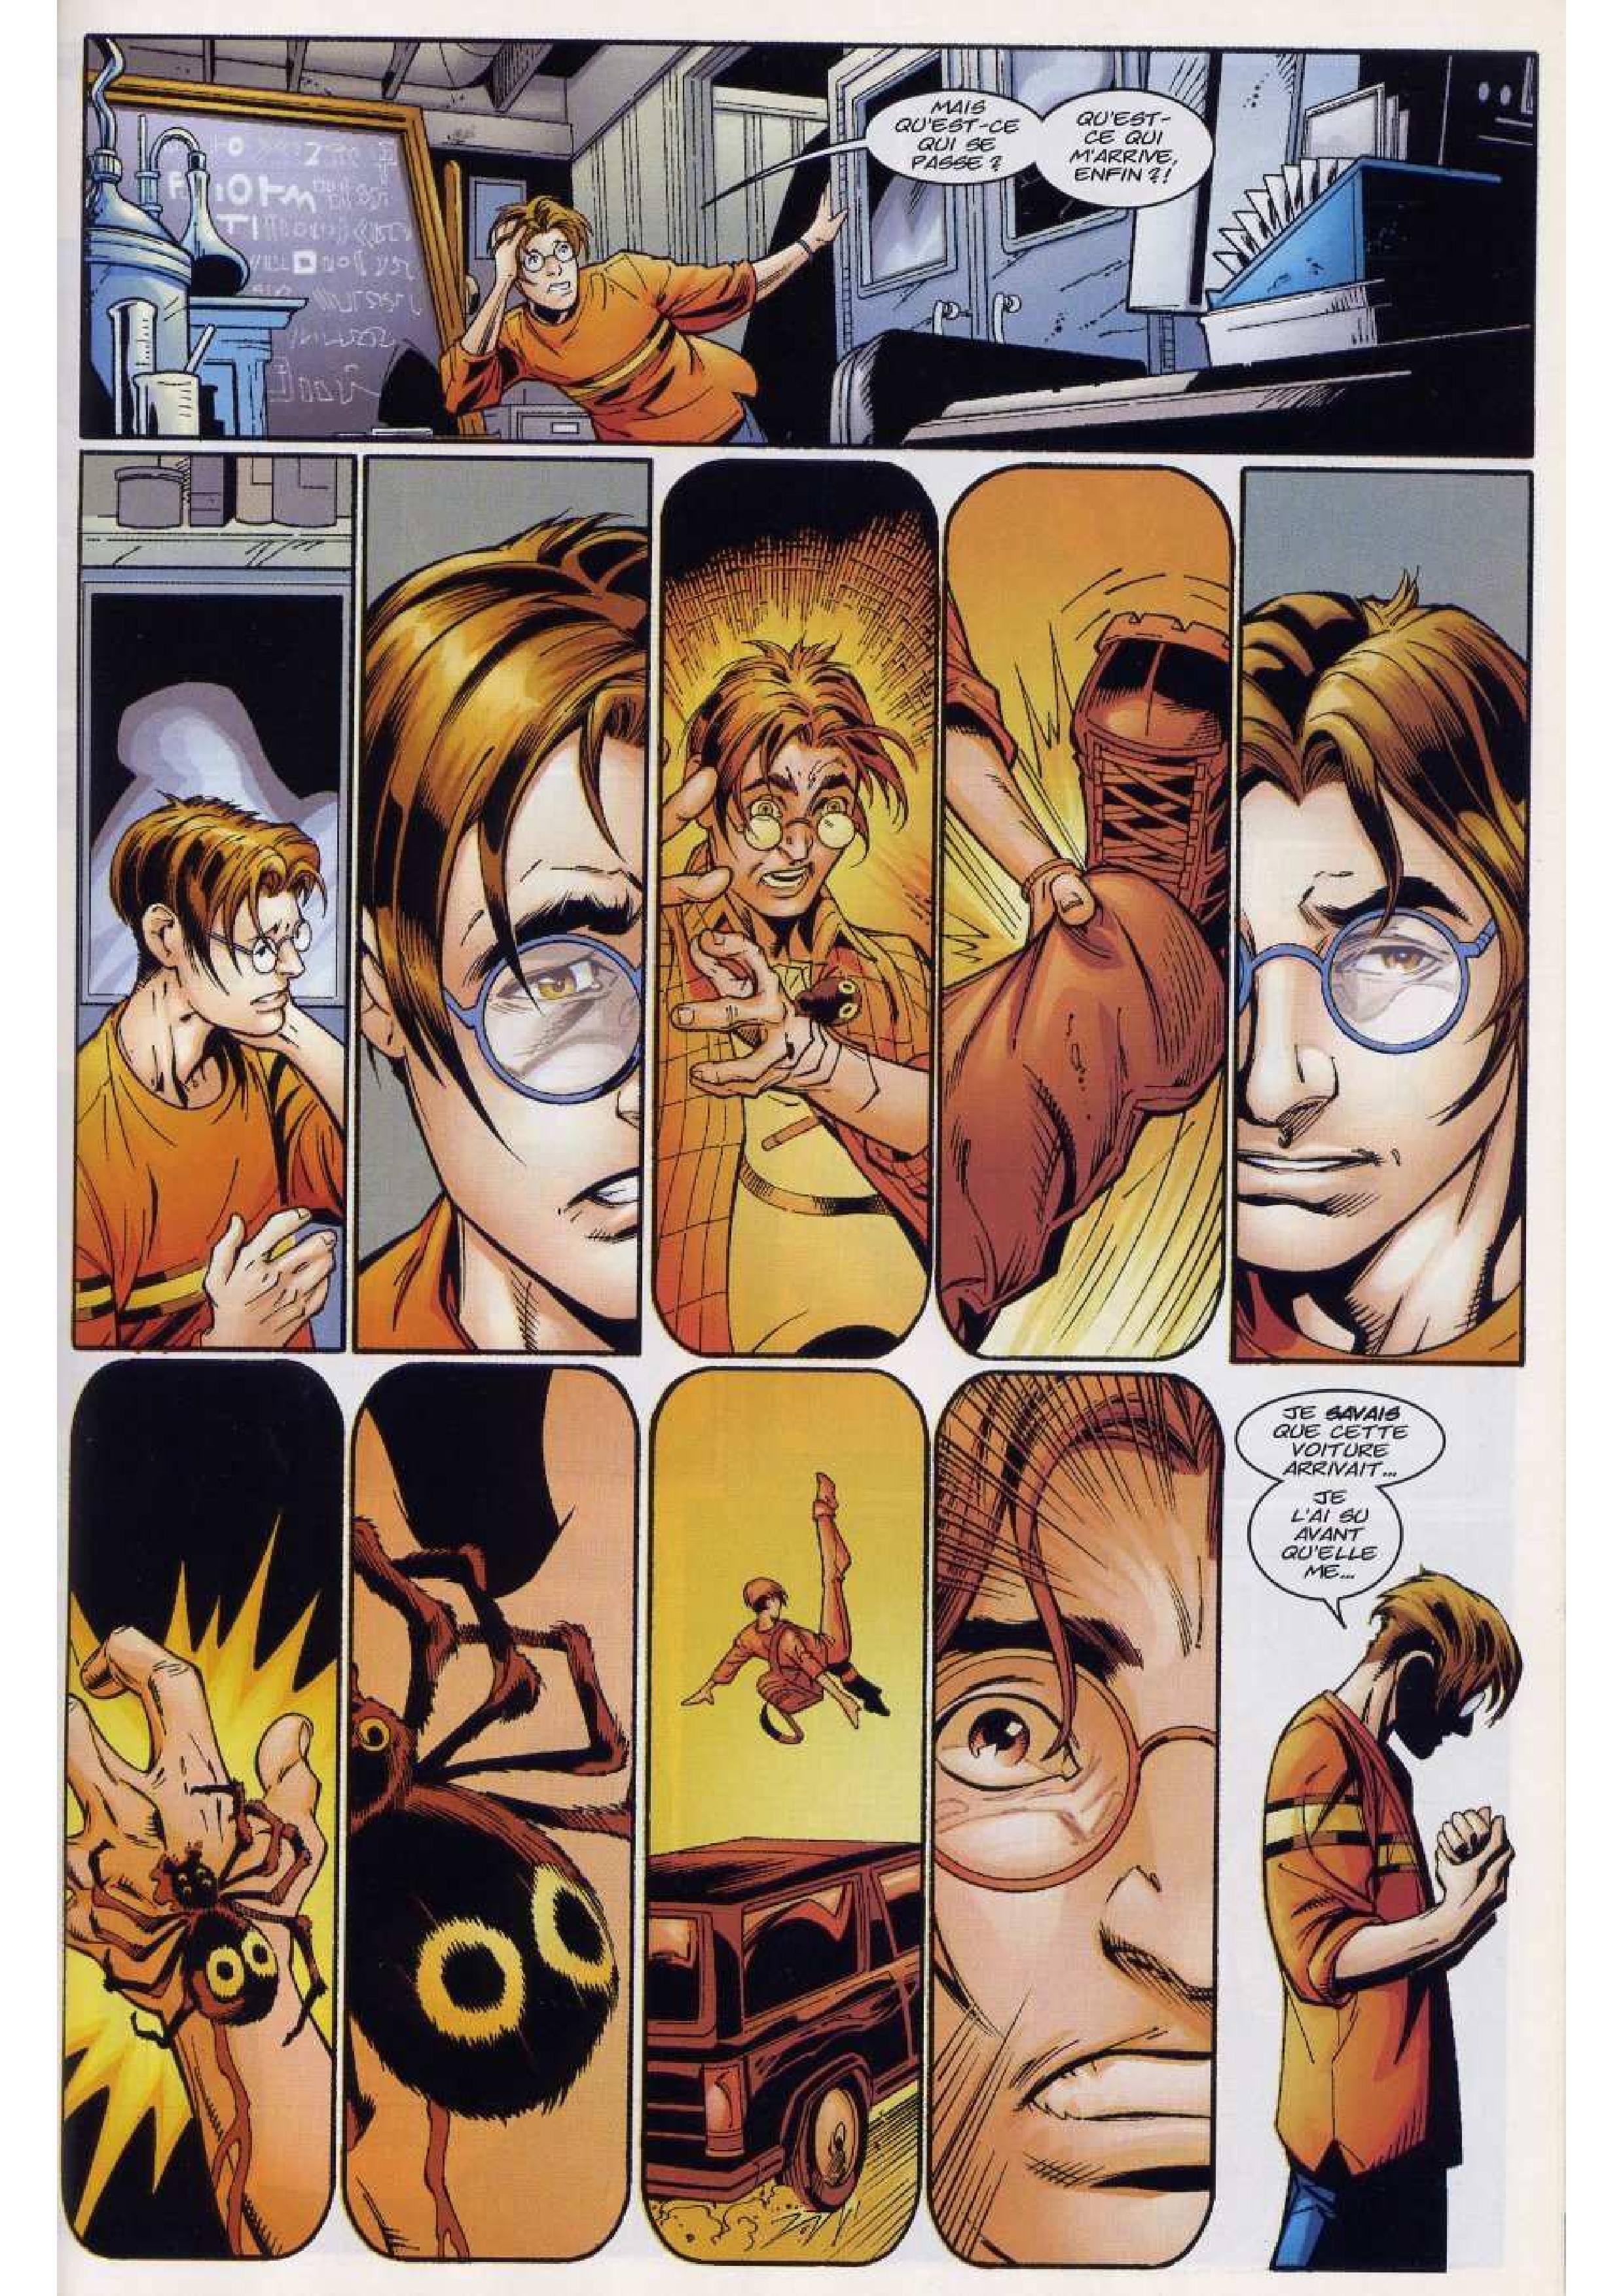 MAIS
QU'EST-CE
QUI SE
PASSE ?
QU'EST-
CE QUI
M'ARRIVE,
ENFIN ?!
JE SAVAIS
QUE CETTE
VOITURE
ARRIVAIT...
JE
L'AI SU
AVANT
QU'ELLE
ME...